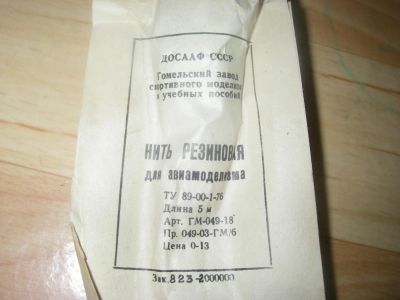 ДОСААФ СССР
Гомельский завод
спортивного моделизма
и учебных пособий
НИТЬ РЕЗИНОВАЯ
для авиамоделизма
ТУ 89-00-1-76
Длина 5 м
Арт. ГМ-049-18
Пр. 049-03-ГМ/6
Цена 0-13
Зак. 823-2000000